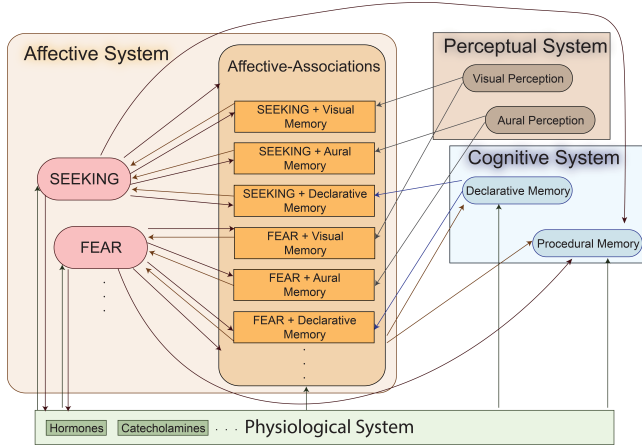 Affective System
Affective-Associations
SEEKING + Visual
Memory
SEEKING + Aural
Memory
SEEKING + Declarative
Memory
FEAR + Visual
Memory
FEAR + Aural
Memory
FEAR + Declarative
Memory
.
.
.
SEEKING
FEAR
.
.
.
Perceptual System
Visual Perception
Aural Perception
Cognitive System
Declarative Memory
Procedural Memory
Hormones
Catecholamines
. . .
Physiological System